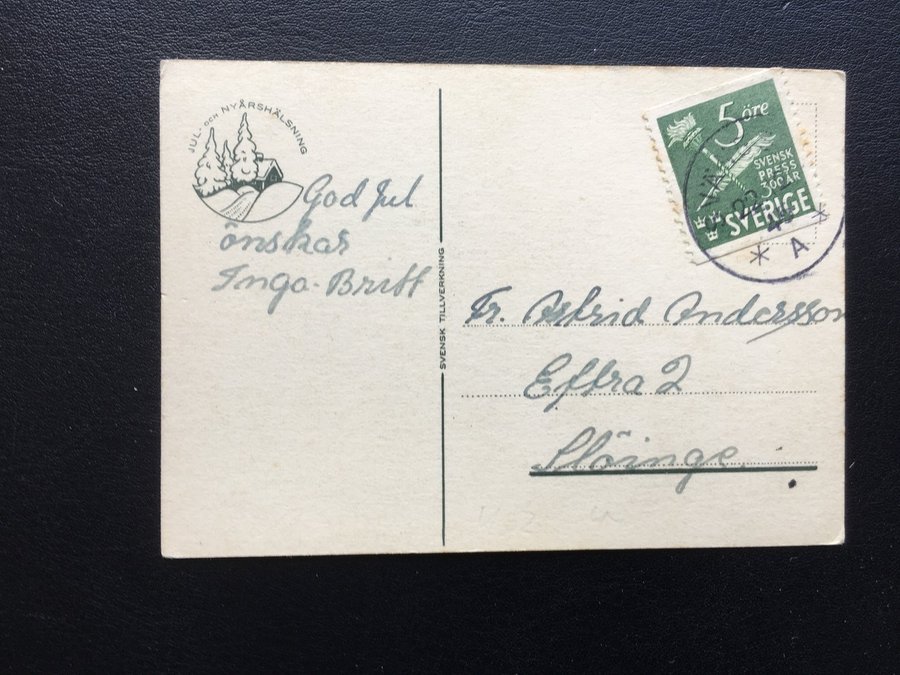 JUL- OCH NYÅRSHÄLSNING
God Jul
önskar
Inga-Britt
SVENSK TILLVERKNING
5 öre
SVENSK
PRESS
300 ÅR
SVERIGE
A
Fr. Astrid Andersson
Eftra 2
Slöinge